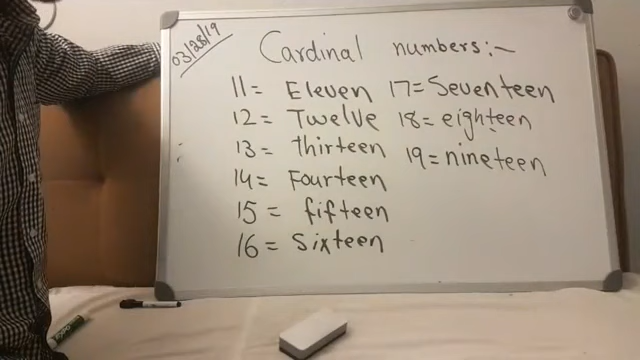 03/28/19
Cardinal numbers:~
11= Eleven
12= Twelve
13= thirteen
14= Fourteen
15= fifteen
16= Sixteen
17=Seventeen
18=eighteen
19=nineteen